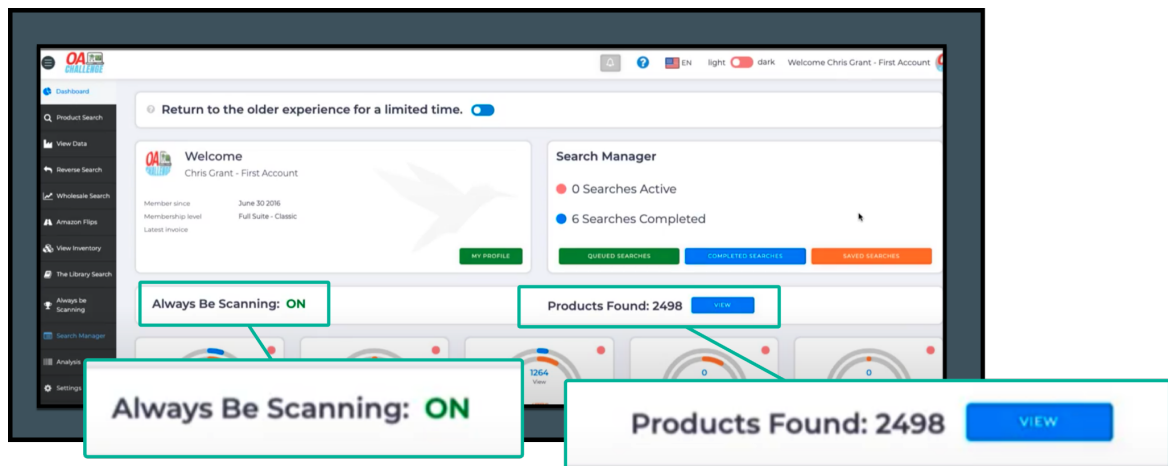 OA
CHALLENGE
EN light dark Welcome Chris Grant - First Account
Dashboard
Product Search
View Data
Reverse Search
Wholesale Search
Amazon Flips
View Inventory
The Library Search
Always be
Scanning
Search Manager
Analysis
Settings
Return to the older experience for a limited time.
OA
CHALLENGE
Welcome
Chris Grant - First Account
Member since June 30 2016
Membership level Full Suite - Classic
Latest invoice
MY PROFILE
Search Manager
0 Searches Active
6 Searches Completed
QUEUED SEARCHES COMPLETED SEARCHES SAVED SEARCHES
Always Be Scanning: ON
Products Found: 2498 VIEW
1264
View
0
0
Always Be Scanning: ON
Products Found: 2498 VIEW